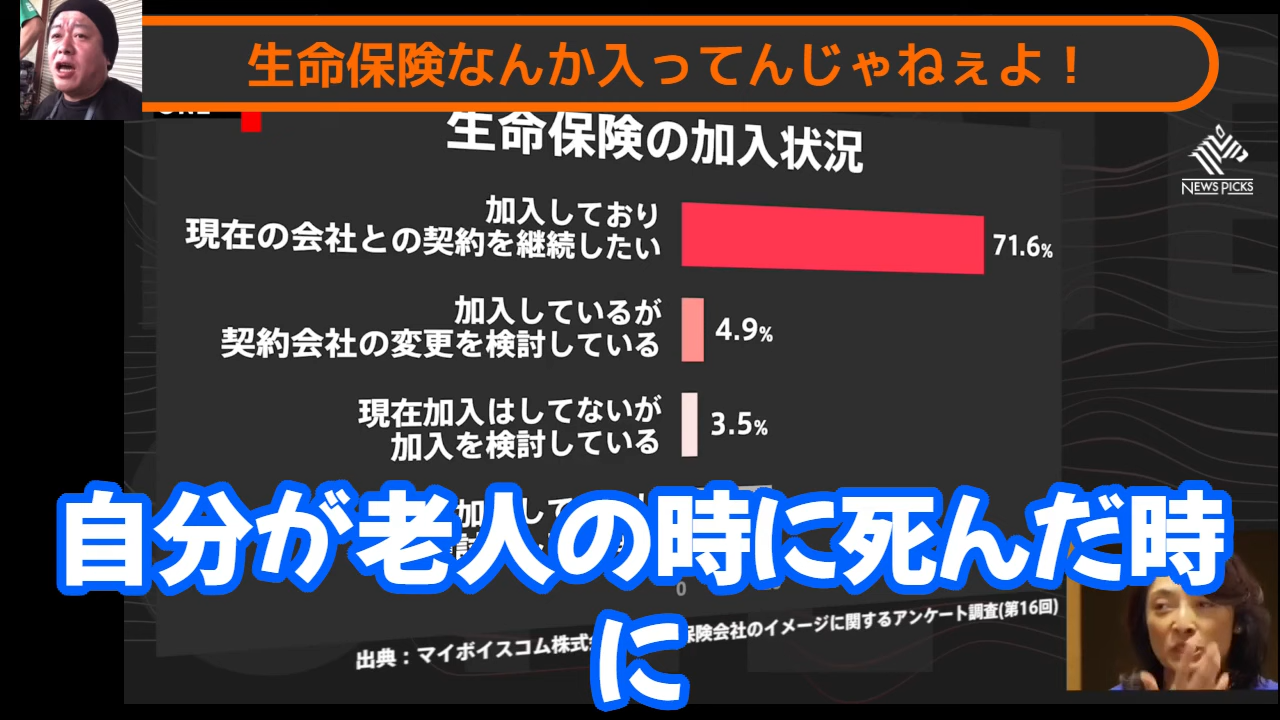 生命保険なんか入ってんじゃねぇよ！
生命保険の加入状況
NEWS PICKS
加入しており
現在の会社との契約を継続したい
71.6%
加入しているが
契約会社の変更を検討している
4.9%
現在加入はしてないが
加入を検討している
3.5%
自分が老人の時に死んだ時
に
0
保険会社のイメージに関するアンケート調査(第16回)
出典：マイボイスコム株式